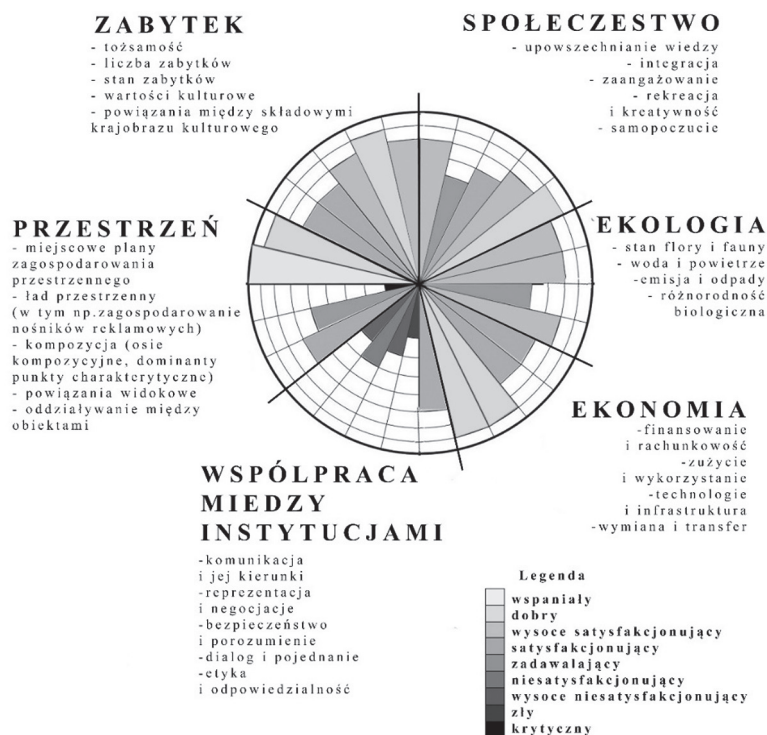 ZABYTEK
- tożsamość
- liczba zabytków
- stan zabytków
- wartości kulturowe
- powiązania między składowymi
krajobrazu kulturowego
SPOŁECZESTWO
- upowszechnianie wiedzy
- integracja
- zaangażowanie
- rekreacja
i kreatywność
- samopoczucie
PRZESTRZEŃ
- miejscowe plany
zagospodarowania
przestrzennego
- ład przestrzenny
(w tym np.zagospodarowanie
nośników reklamowych)
- kompozycja (osie
kompozycyjne, dominanty
punkty charakterytyczne)
- powiązania widokowe
- oddziaływanie między
obiektami
EKOLOGIA
- stan flory i fauny
- woda i powietrze
-emisja i odpady
- różnorodność
biologiczna
EKONOMIA
-finansowanie
i rachunkowość
-zużycie
i wykorzystanie
-technologie
i infrastruktura
-wymiana i transfer
WSPÓLPRACA
MIEDZY
INSTYTUCJAMI
-komunikacja
i jej kierunki
-reprezentacja
i negocjacje
-bezpieczeństwo
i porozumienie
-dialog i pojednanie
-etyka
i odpowiedzialność
Legenda
wspaniały
dobry
wysoce satysfakcjonujący
satysfakcjonujący
zadawalający
niesatysfakcjonujący
wysoce niesatysfakcjonujący
zły
krytyczny